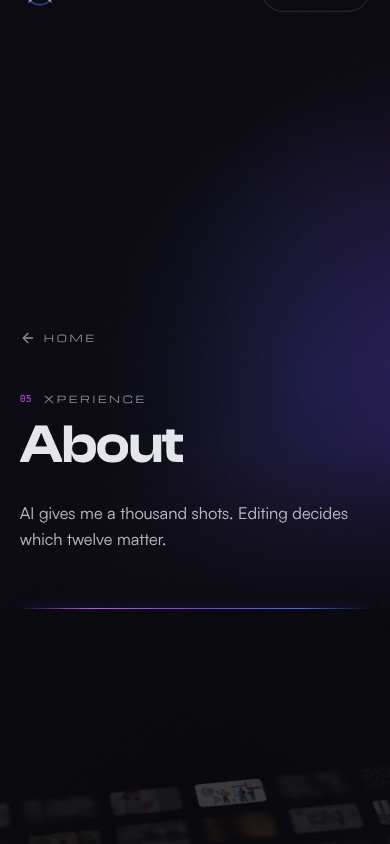 HOME
05 XPERIENCE
About
AI gives me a thousand shots. Editing decides
which twelve matter.